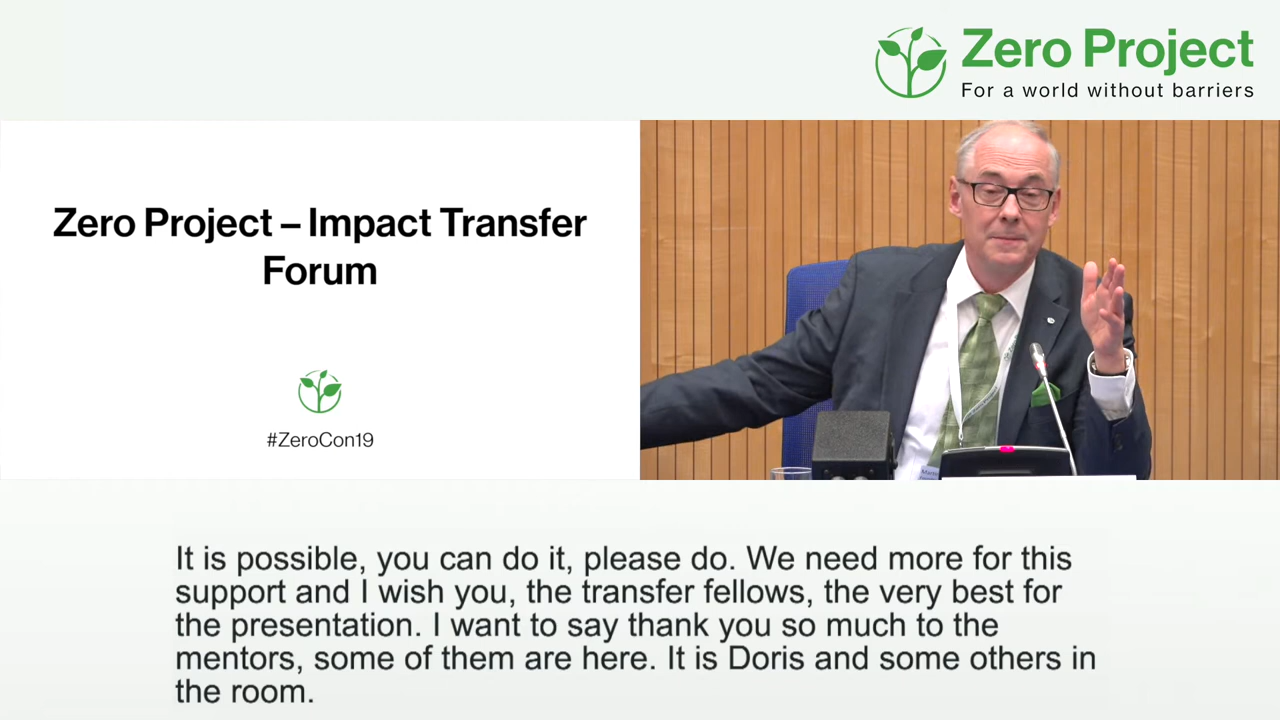 Zero Project
For a world without barriers
Zero Project – Impact Transfer
Forum
#ZeroCon19
It is possible, you can do it, please do. We need more for this
support and I wish you, the transfer fellows, the very best for
the presentation. I want to say thank you so much to the
mentors, some of them are here. It is Doris and some others in
the room.